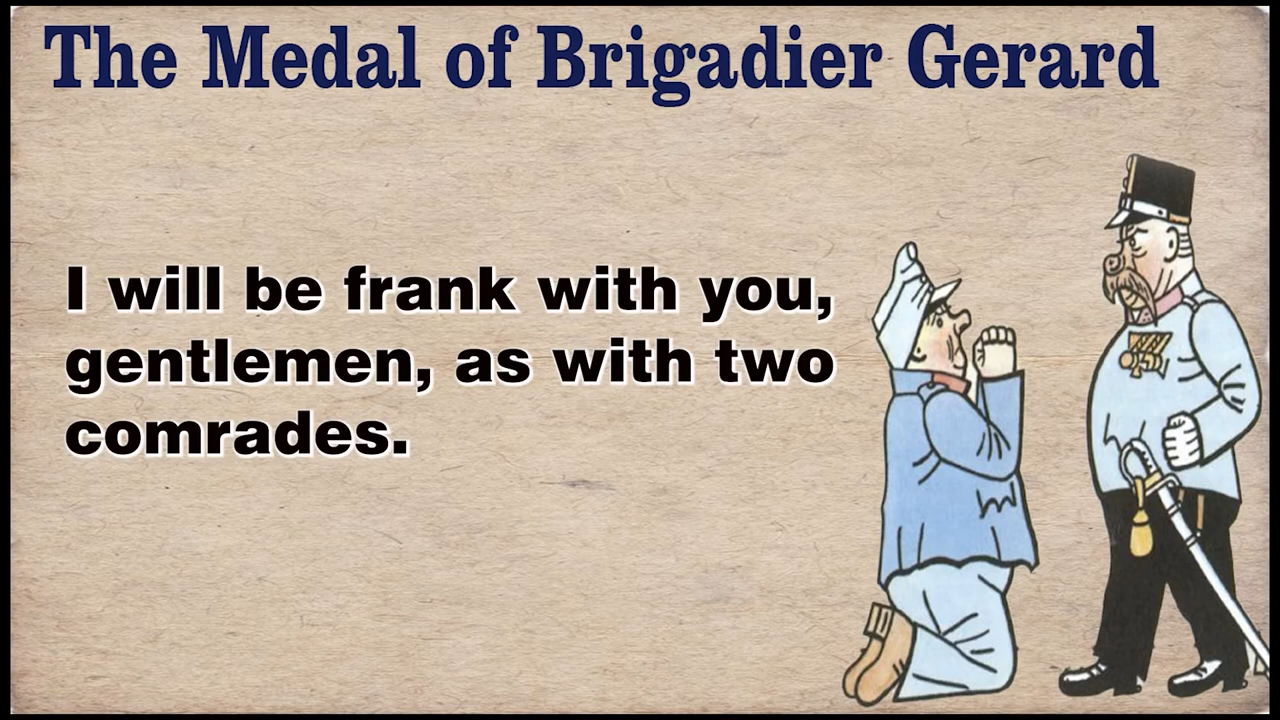 The Medal of Brigadier Gerard
I will be frank with you,
gentlemen, as with two
comrades.